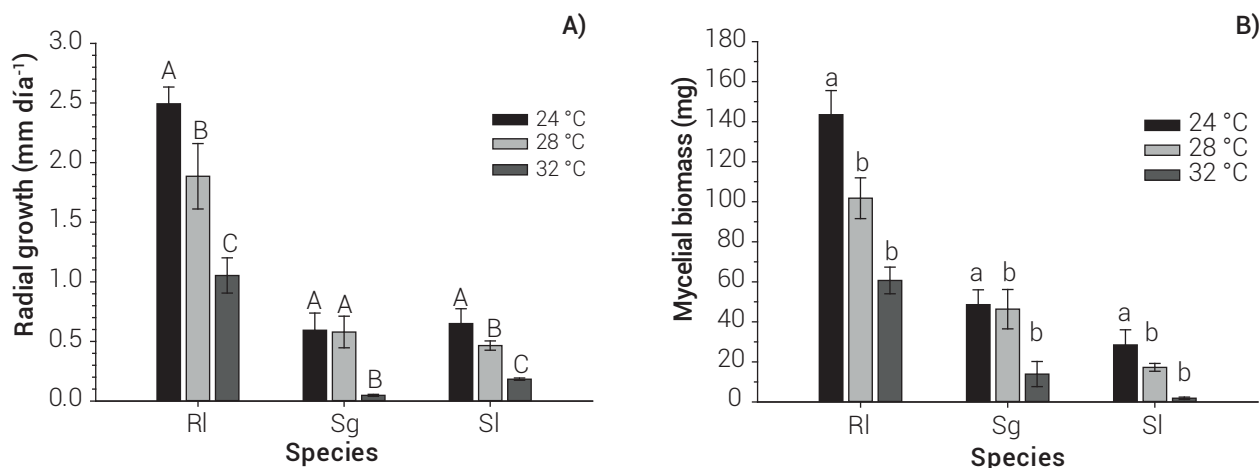 A)
Radial growth (mm día⁻¹)
3.0
2.5
2.0
1.5
1.0
0.5
0.0
A
B
C
A
A
B
A
B
C
24 °C
28 °C
32 °C
Rl
Sg
Sl
Species
B)
Mycelial biomass (mg)
180
160
140
120
100
80
60
40
20
0
a
b
b
a
b
b
a
b
b
24 °C
28 °C
32 °C
Rl
Sg
Sl
Species